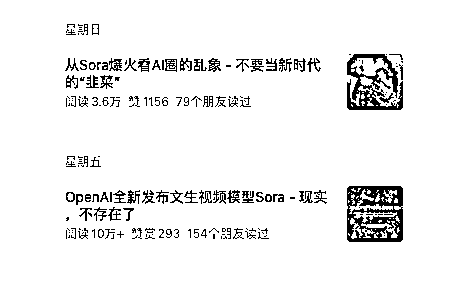 星期日
从Sora爆火看AI圈的乱象 - 不要当新时代
的“韭菜”
阅读 3.6万 赞 1156 79个朋友读过
星期五
OpenAI全新发布文生视频模型Sora - 现实
，不存在了
阅读 10万+ 赞赏 293 154个朋友读过